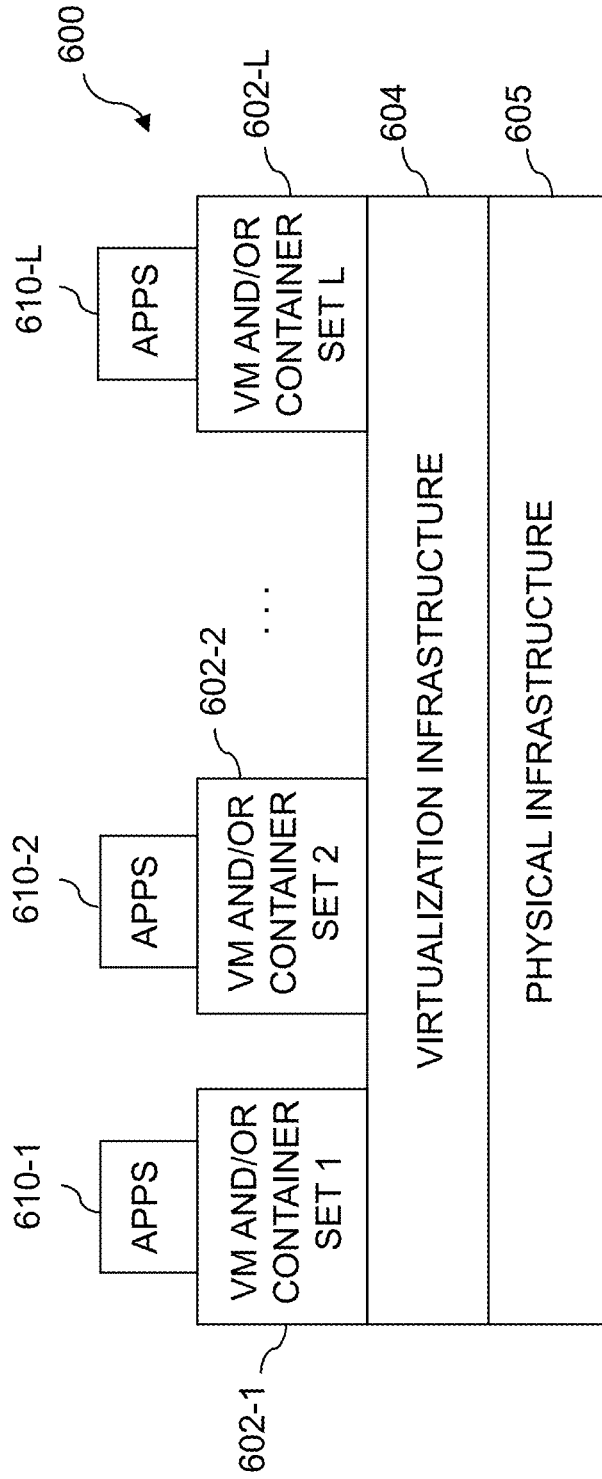 600
610-1
610-2
610-L
APPS
APPS
APPS
602-1
VM AND/OR
CONTAINER
SET 1
VM AND/OR
CONTAINER
SET 2
602-2
. . .
VM AND/OR
CONTAINER
SET L
602-L
VIRTUALIZATION INFRASTRUCTURE
604
PHYSICAL INFRASTRUCTURE
605